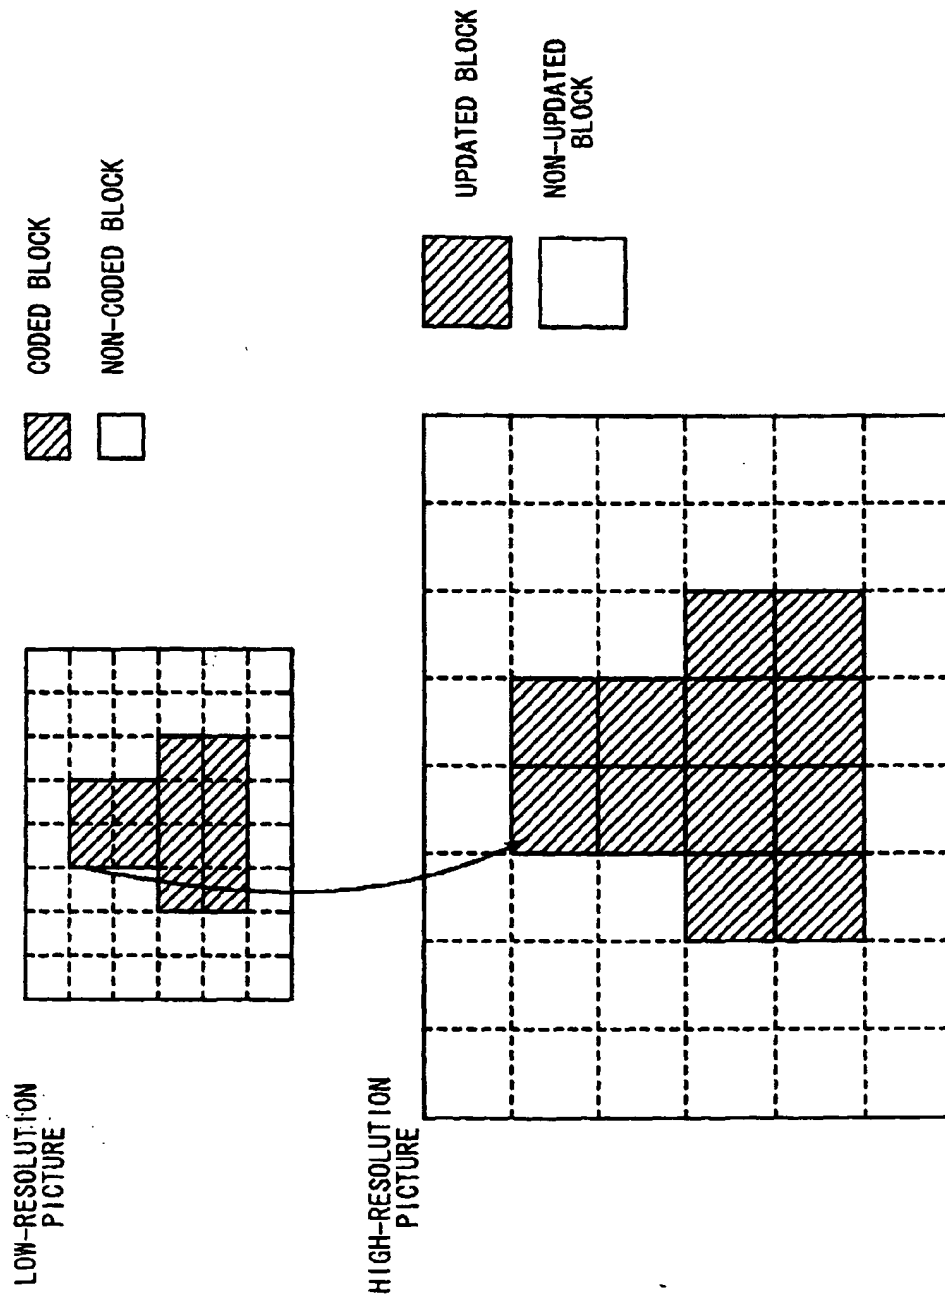 LOW-RESOLUTION
PICTURE
CODED BLOCK
NON-CODED BLOCK
HIGH-RESOLUTION
PICTURE
UPDATED BLOCK
NON-UPDATED
BLOCK